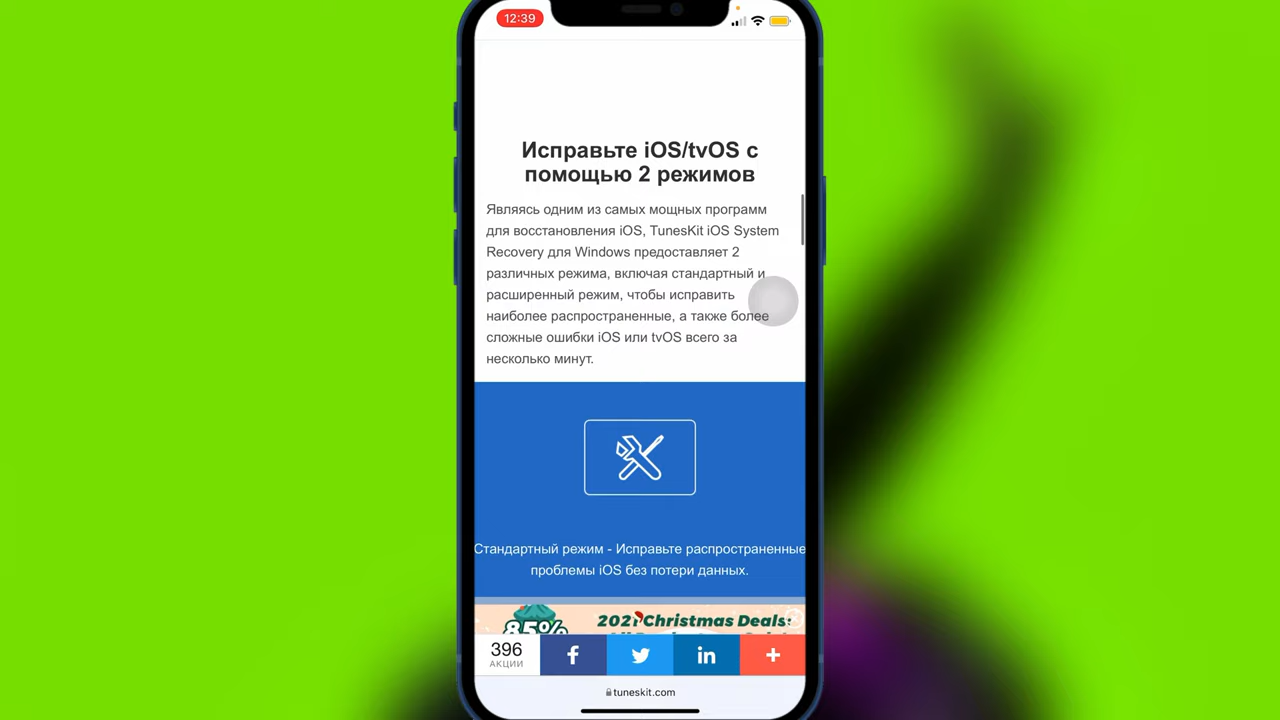 12:39
Исправьте iOS/tvOS с
помощью 2 режимов
Являясь одним из самых мощных программ
для восстановления iOS, TunesKit iOS System
Recovery для Windows предоставляет 2
различных режима, включая стандартный и
расширенный режим, чтобы исправить
наиболее распространенные, а также более
сложные ошибки iOS или tvOS всего за
несколько минут.
Стандартный режим - Исправьте распространенные
проблемы iOS без потери данных.
85%
2021 Christmas Deals:
396
АКЦИИ
f
in
+
tuneskit.com